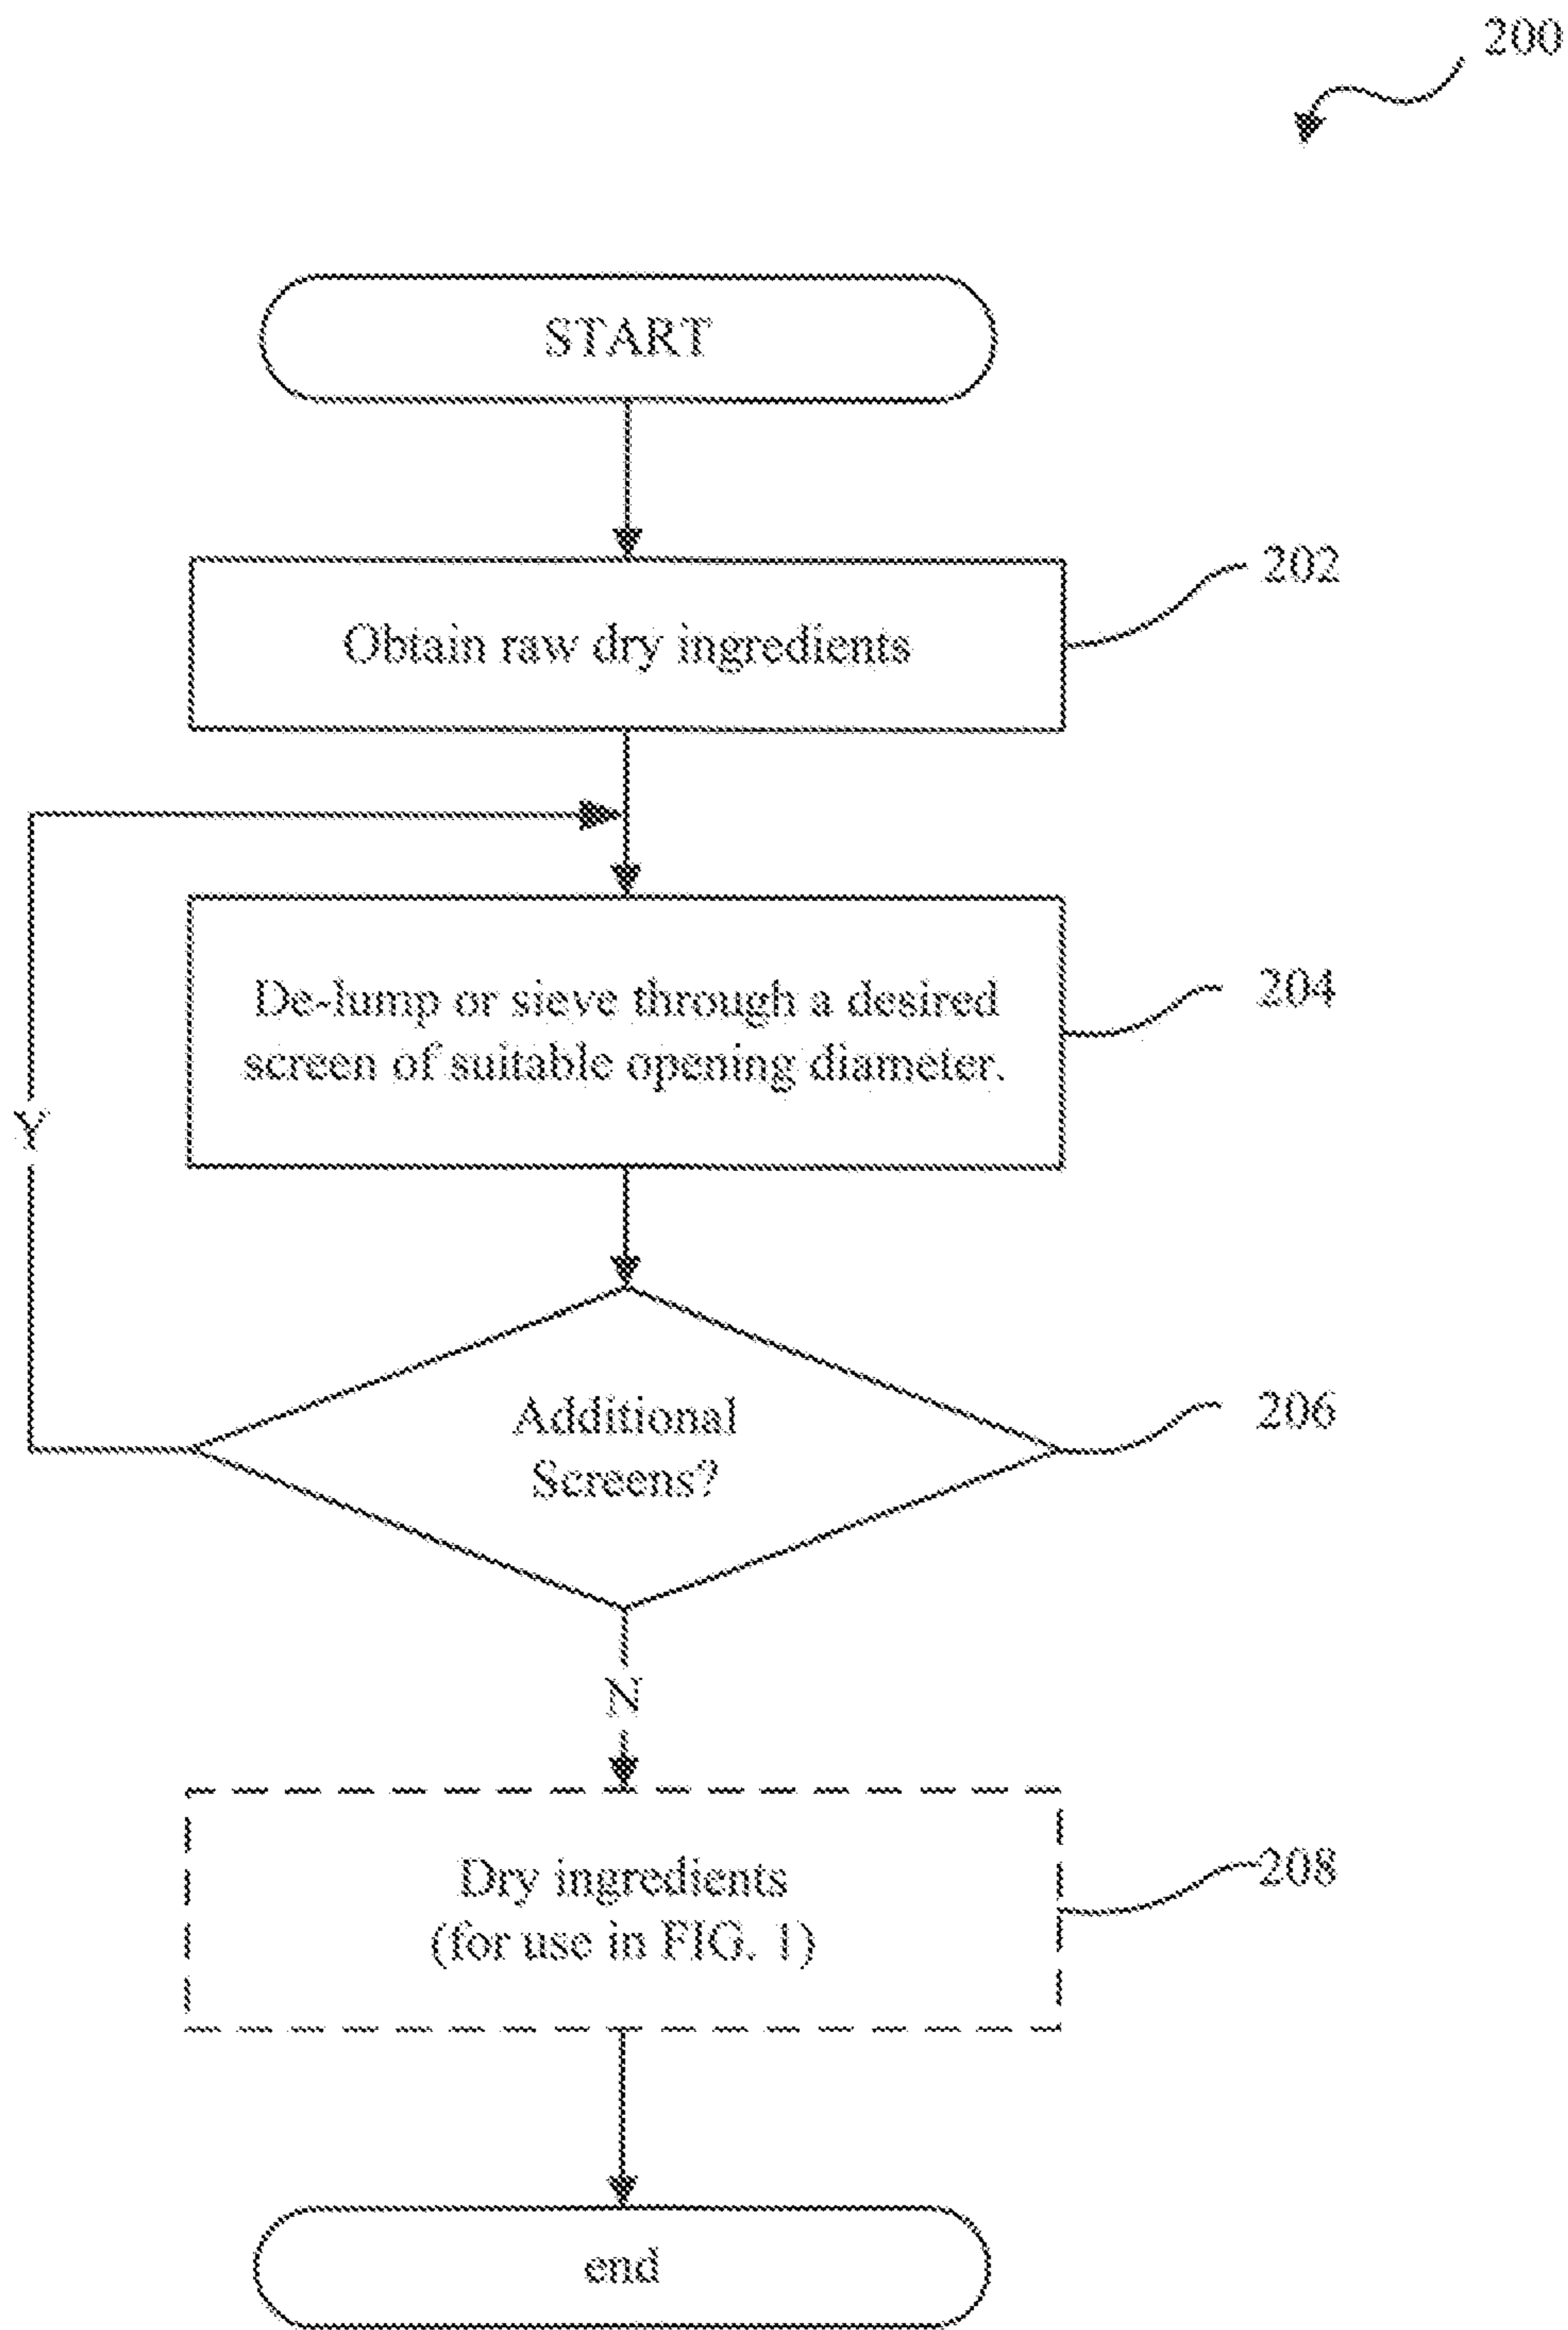 200
START
Obtain raw dry ingredients
202
De-lump or sieve through a desired
screen of suitable opening diameter.
204
Y
Additional
Screens?
206
N
Dry ingredients
(for use in FIG. 1)
208
end